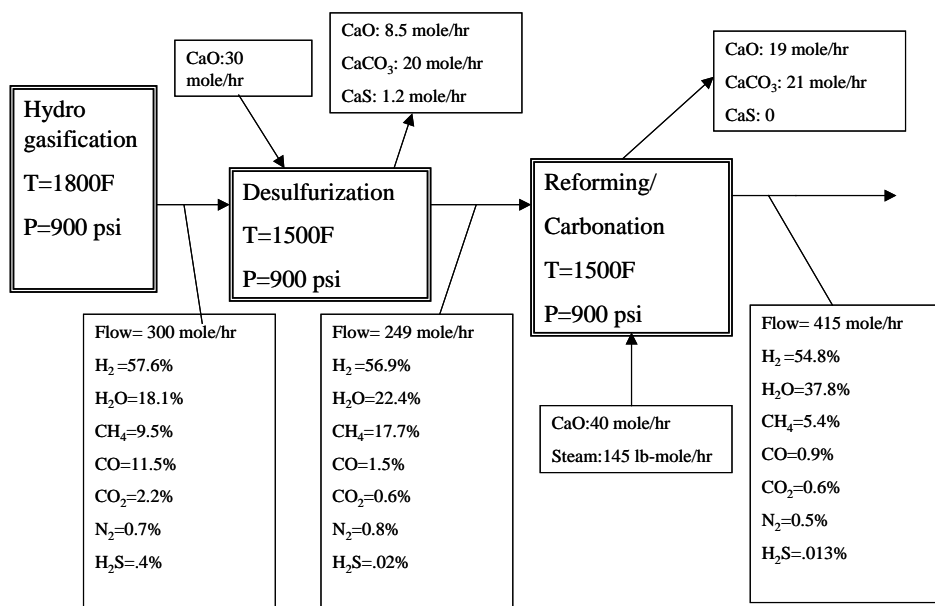 CaO:30
mole/hr
CaO: 8.5 mole/hr
CaCO₃: 20 mole/hr
CaS: 1.2 mole/hr
CaO: 19 mole/hr
CaCO₃: 21 mole/hr
CaS: 0
Hydro
gasification
T=1800F
P=900 psi
Desulfurization
T=1500F
P=900 psi
Reforming/
Carbonation
T=1500F
P=900 psi
Flow= 300 mole/hr
H₂=57.6%
H₂O=18.1%
CH₄=9.5%
CO=11.5%
CO₂=2.2%
N₂=0.7%
H₂S=.4%
Flow= 249 mole/hr
H₂=56.9%
H₂O=22.4%
CH₄=17.7%
CO=1.5%
CO₂=0.6%
N₂=0.8%
H₂S=.02%
CaO:40 mole/hr
Steam:145 lb-mole/hr
Flow= 415 mole/hr
H₂=54.8%
H₂O=37.8%
CH₄=5.4%
CO=0.9%
CO₂=0.6%
N₂=0.5%
H₂S=.013%